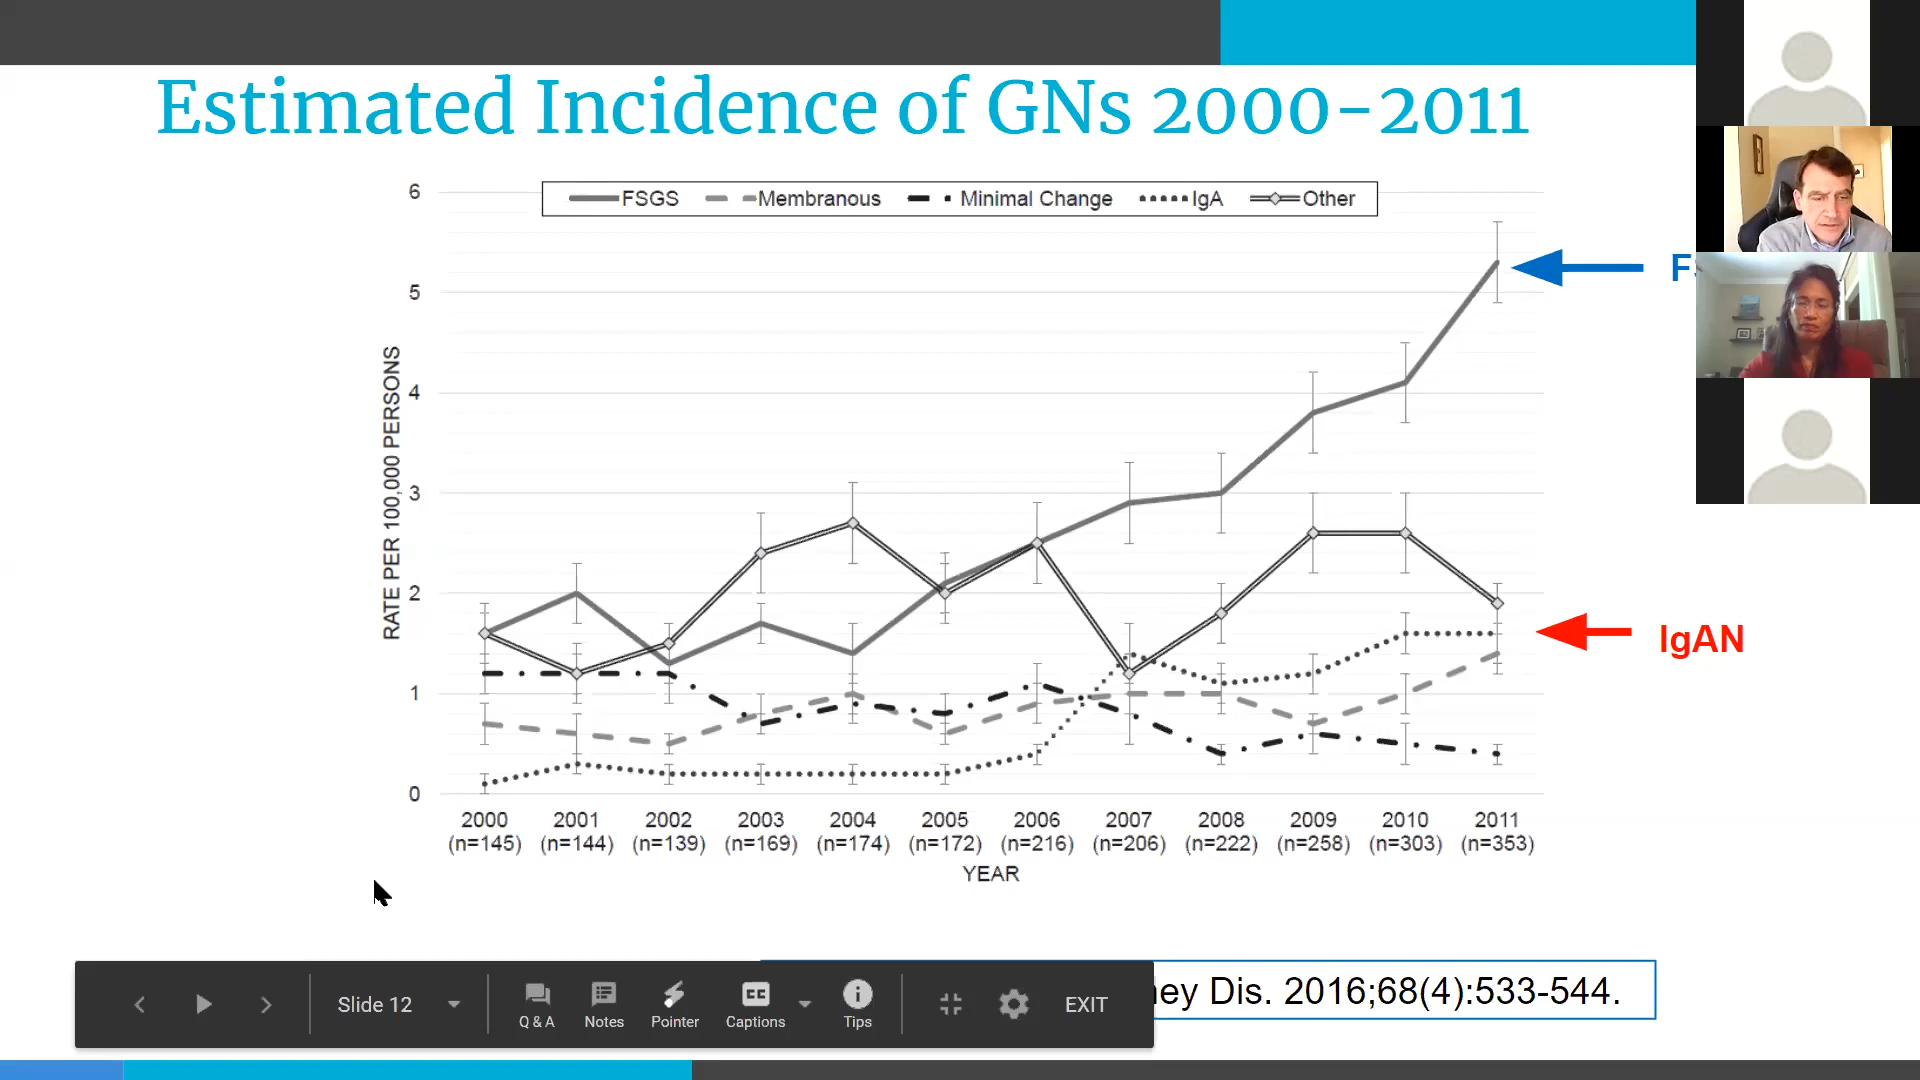 Estimated Incidence of GNs 2000-2011
FSGS Membranous Minimal Change IgA Other
6
5
4
3
2
1
0
RATE PER 100,000 PERSONS
IgAN
2000 2001 2002 2003 2004 2005 2006 2007 2008 2009 2010 2011
(n=145) (n=144) (n=139) (n=169) (n=174) (n=172) (n=216) (n=206) (n=222) (n=258) (n=303) (n=353)
YEAR
Dis. 2016;68(4):533-544.
Slide 12
Q & A Notes Pointer Captions Tips
CC
EXIT